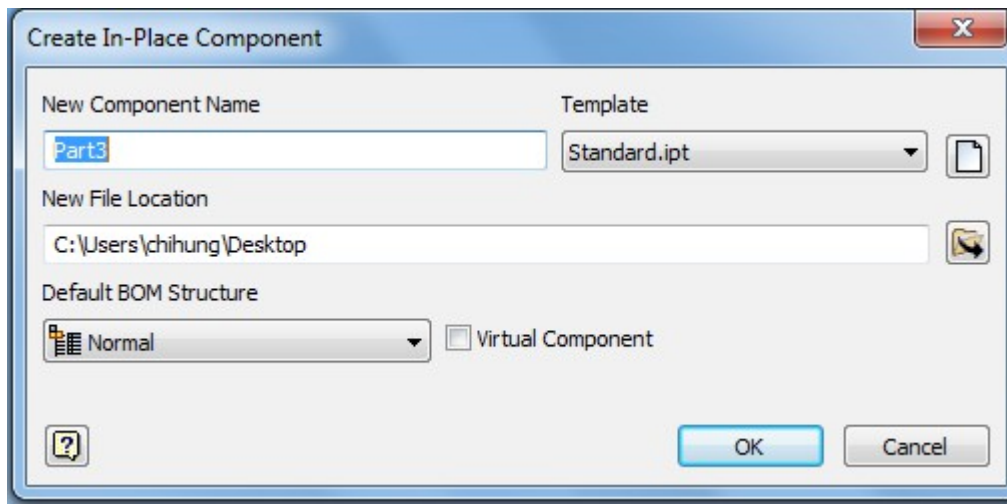 Create In-Place Component
New Component Name
Template
Part3
Standard.ipt
New File Location
C:\Users\chihung\Desktop
Default BOM Structure
Normal
Virtual Component
OK
Cancel